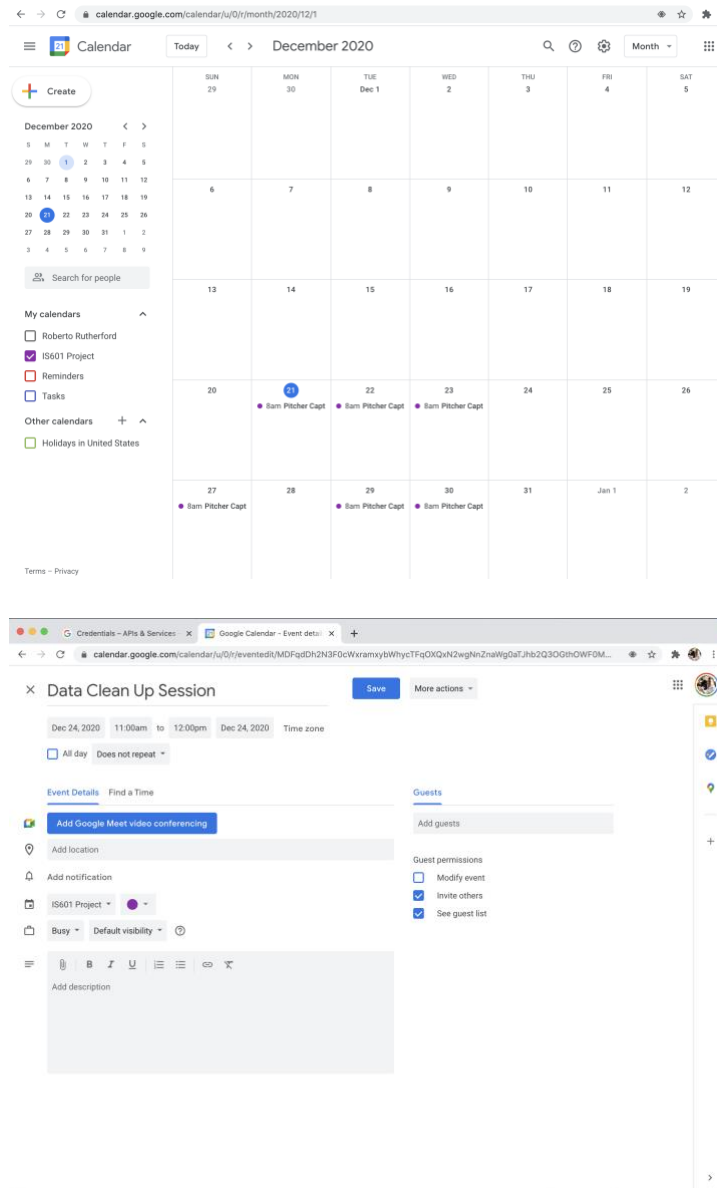 calendar.google.com/calendar/u/0/r/month/2020/12/1
21 Calendar Today December 2020 Month
Create
SUN MON TUE WED THU FRI SAT
29 30 Dec 1 2 3 4 5
December 2020
S M T W T F S
29 30 1 2 3 4 5
6 7 8 9 10 11 12
13 14 15 16 17 18 19
20 21 22 23 24 25 26
27 28 29 30 31 1 2
3 4 5 6 7 8 9
6 7 8 9 10 11 12
Search for people
13 14 15 16 17 18 19
My calendars
Roberto Rutherford
IS601 Project
Reminders
Tasks
20 21 22 23 24 25 26
8am Pitcher Capt 8am Pitcher Capt 8am Pitcher Capt
Other calendars
Holidays in United States
27 28 29 30 31 Jan 1 2
8am Pitcher Capt 8am Pitcher Capt 8am Pitcher Capt
Terms – Privacy
Credentials – APIs & Services Google Calendar - Event detai
calendar.google.com/calendar/u/0/r/eventedit/
Data Clean Up Session Save More actions
Dec 24, 2020 11:00am to 12:00pm Dec 24, 2020 Time zone
All day Does not repeat
Event Details Find a Time Guests
Add Google Meet video conferencing Add guests
Add location
Guest permissions
Add notification Modify event
Invite others
IS601 Project
See guest list
Busy Default visibility
B I U
Add description